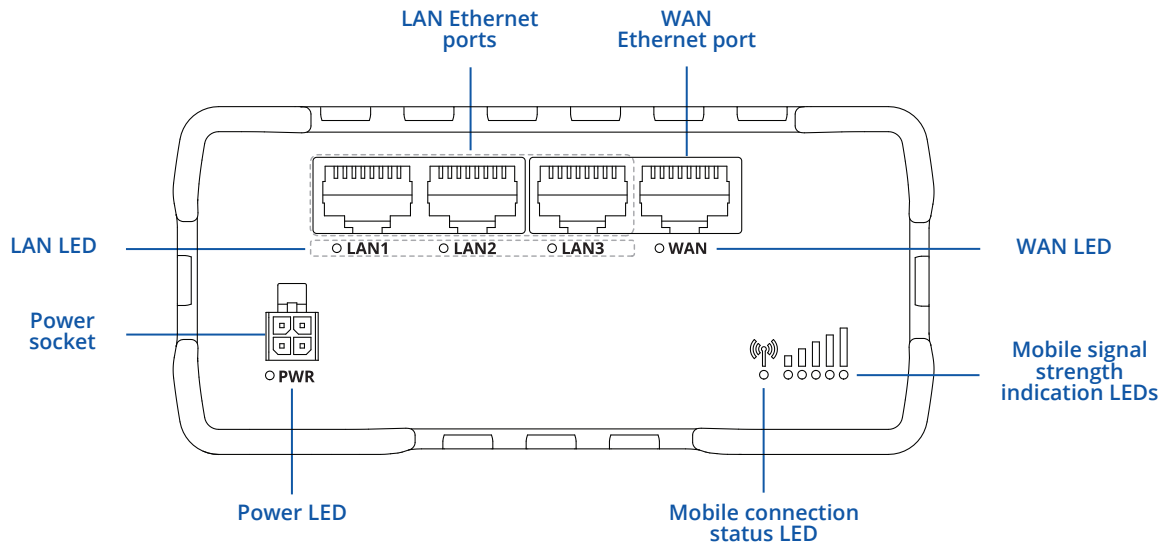 LAN Ethernet
ports
WAN
Ethernet port
LAN LED
LAN1
LAN2
LAN3
WAN
WAN LED
Power
socket
PWR
Mobile signal
strength
indication LEDs
Power LED
Mobile connection
status LED